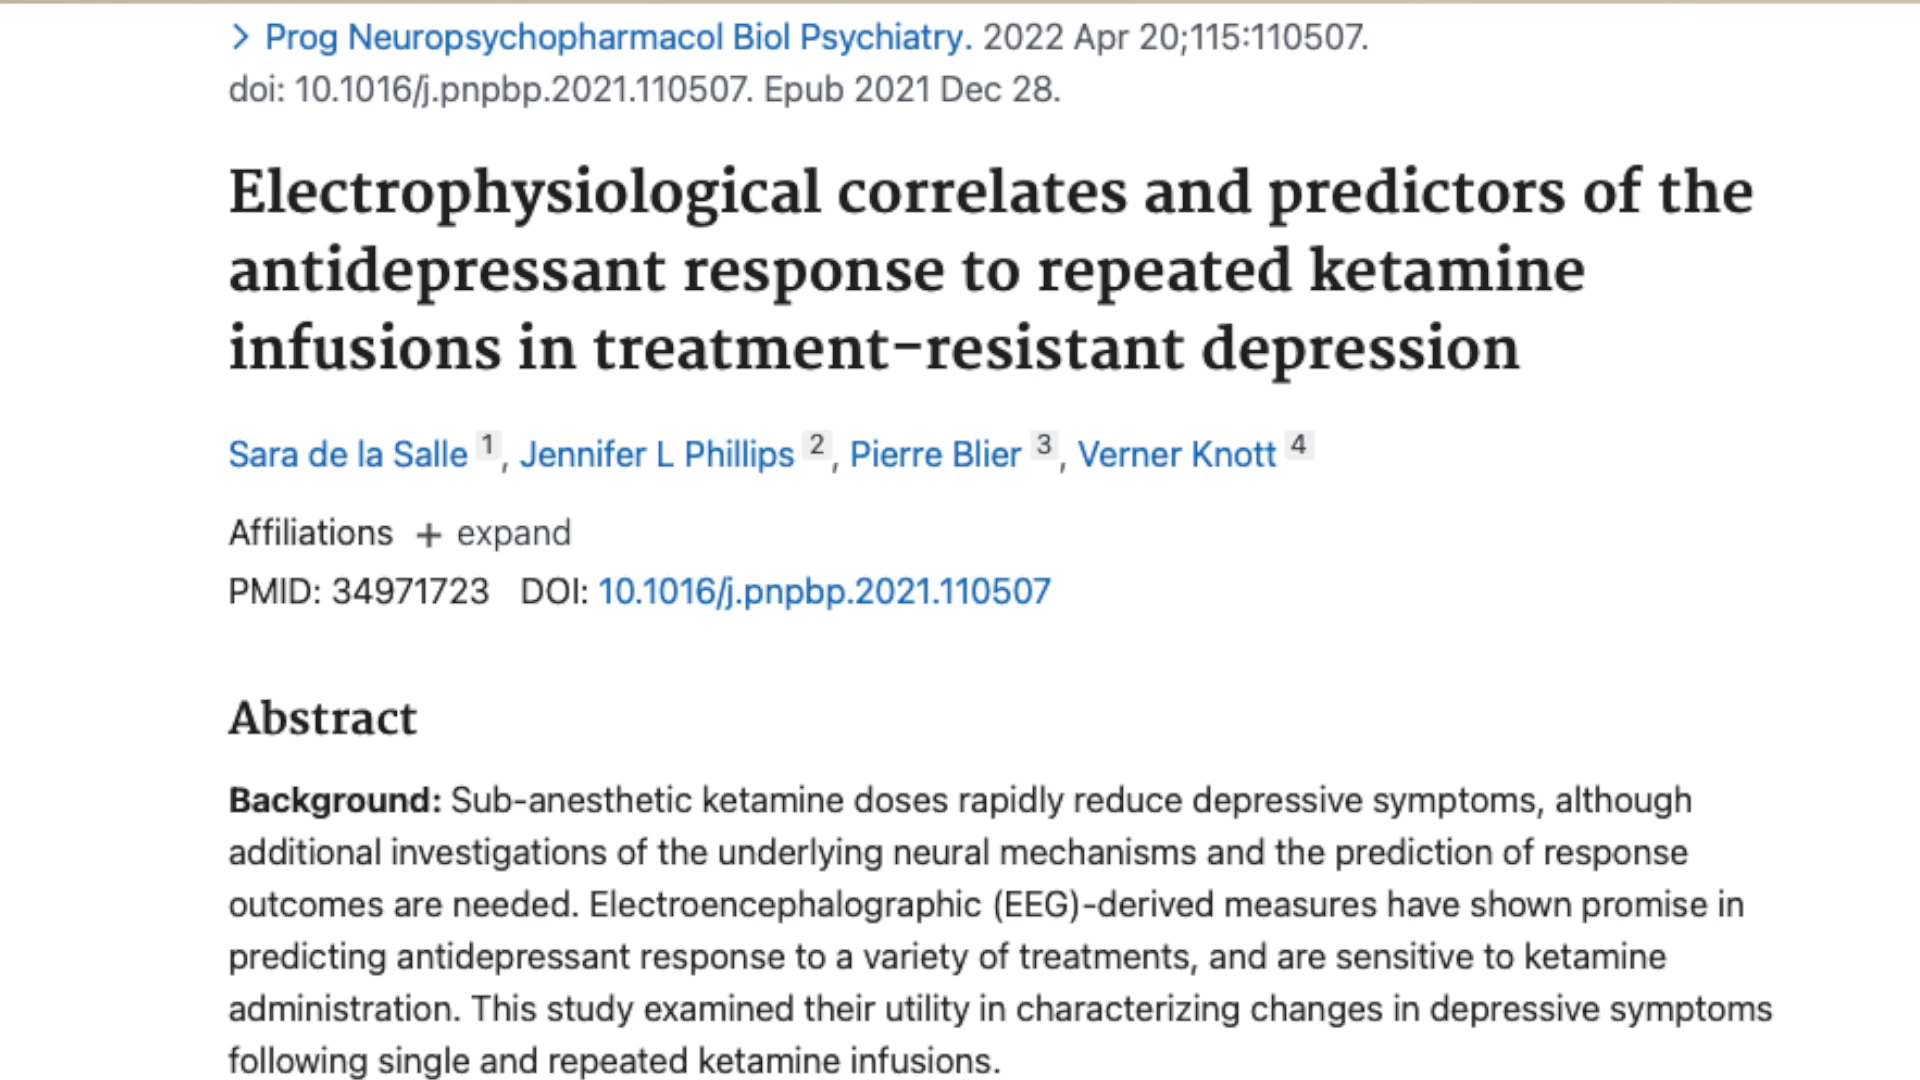 > Prog Neuropsychopharmacol Biol Psychiatry. 2022 Apr 20;115:110507.
doi: 10.1016/j.pnpbp.2021.110507. Epub 2021 Dec 28.
Electrophysiological correlates and predictors of the
antidepressant response to repeated ketamine
infusions in treatment-resistant depression
Sara de la Salle 1, Jennifer L Phillips 2, Pierre Blier 3, Verner Knott 4
Affiliations + expand
PMID: 34971723 DOI: 10.1016/j.pnpbp.2021.110507
Abstract
Background: Sub-anesthetic ketamine doses rapidly reduce depressive symptoms, although
additional investigations of the underlying neural mechanisms and the prediction of response
outcomes are needed. Electroencephalographic (EEG)-derived measures have shown promise in
predicting antidepressant response to a variety of treatments, and are sensitive to ketamine
administration. This study examined their utility in characterizing changes in depressive symptoms
following single and repeated ketamine infusions.